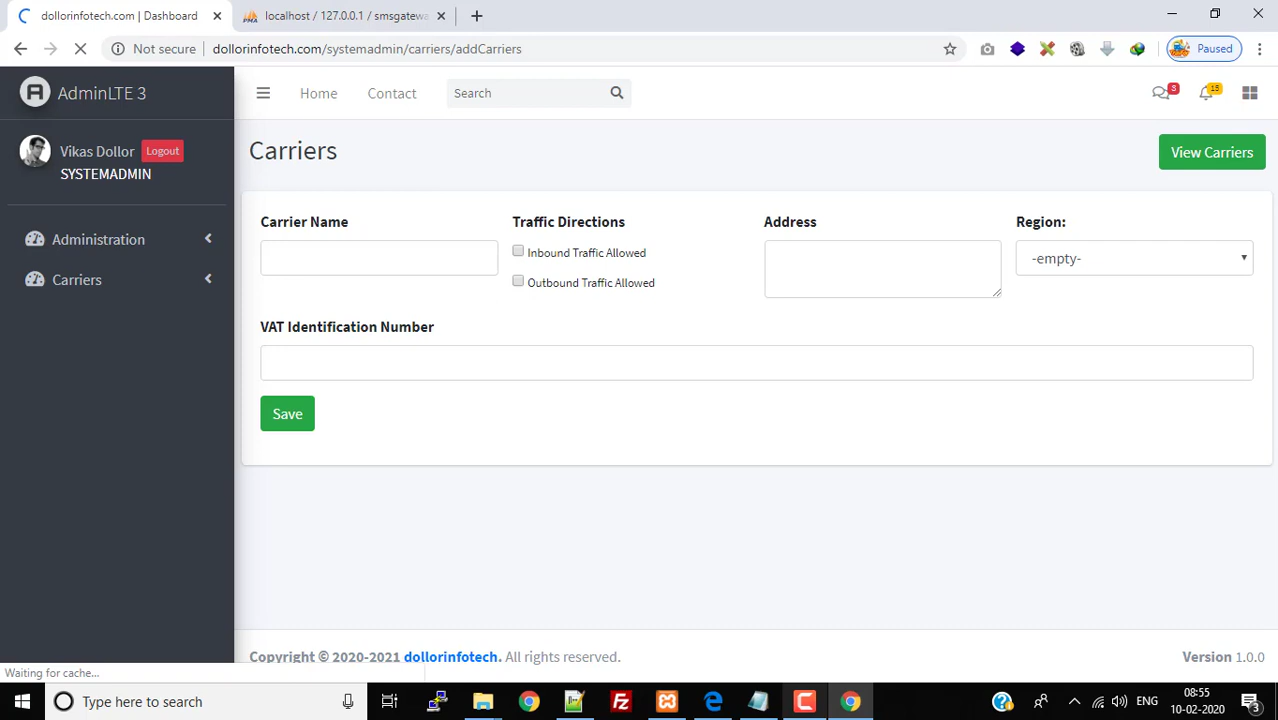 dollorinfotech.com | Dashboard
localhost / 127.0.0.1 / smsgatewa
Not secure
dollorinfotech.com/systemadmin/carriers/addCarriers
Paused
AdminLTE 3
Home
Contact
Search
3
15
Vikas Dollor Logout
SYSTEMADMIN
Carriers
View Carriers
Administration
Carriers
Carrier Name
Traffic Directions
Address
Region:
Inbound Traffic Allowed
-empty-
Outbound Traffic Allowed
VAT Identification Number
Save
Copyright © 2020-2021 dollorinfotech. All rights reserved.
Version 1.0.0
Waiting for cache...
Type here to search
ENG
08:55
10-02-2020
3